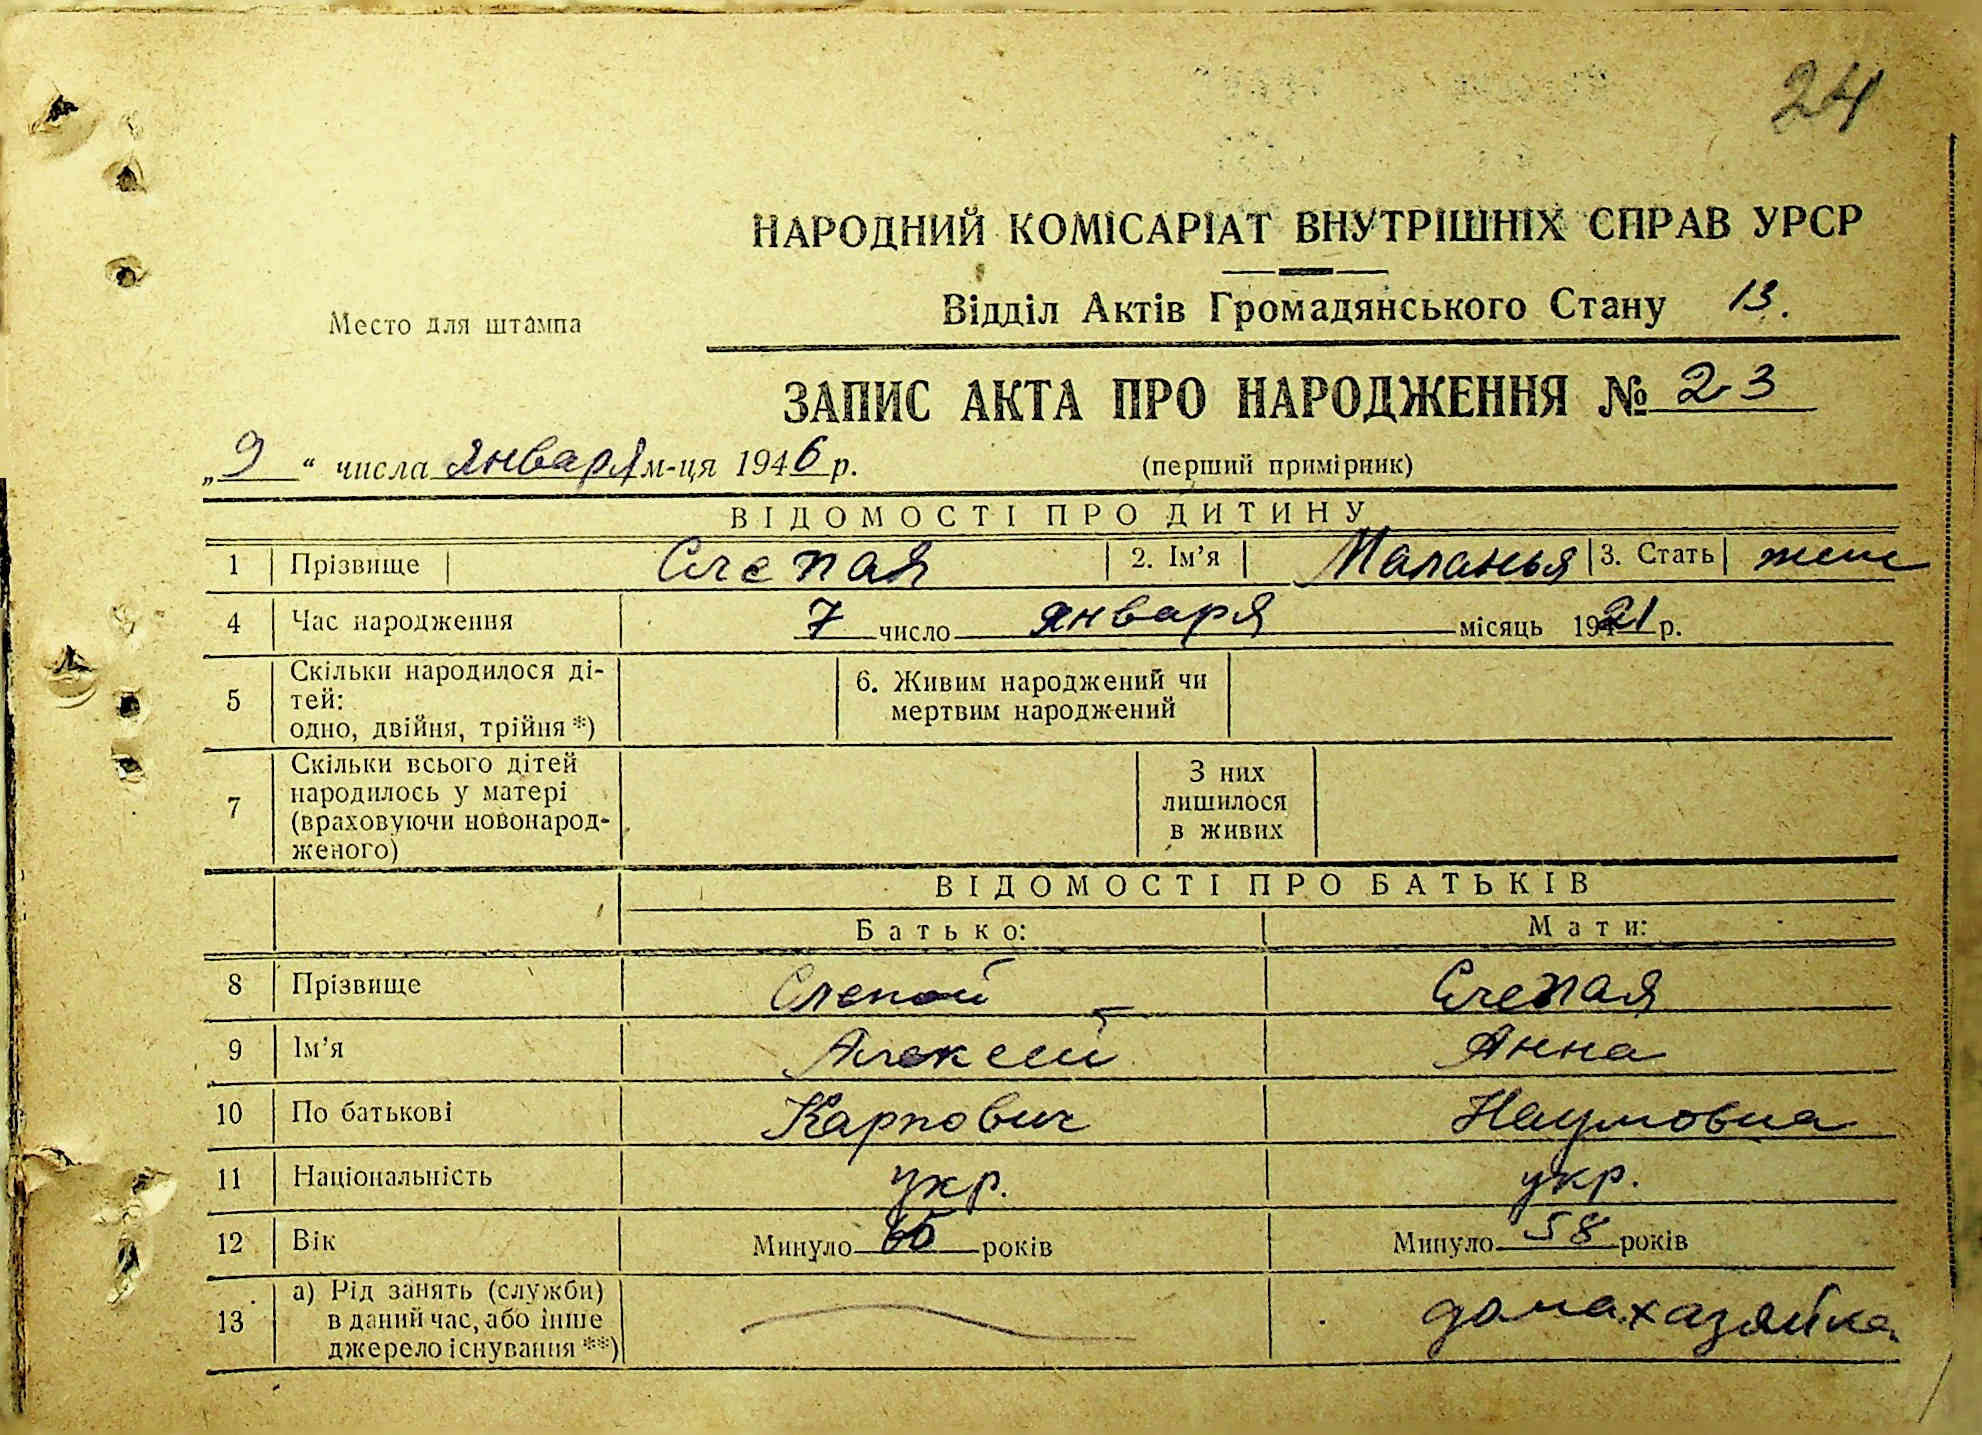 24
НАРОДНИЙ КОМІСАРІАТ ВНУТРІШНІХ СПРАВ УРСР
Место для штампа
Відділ Актів Громадянського Стану 13.
ЗАПИС АКТА ПРО НАРОДЖЕННЯ № 23
„9“ числа января м-ця 1946 р. (перший примірник)
ВІДОМОСТІ ПРО ДИТИНУ
1 Прізвище Слепая 2. Ім’я Маланья 3. Стать жен
4 Час народження 7 число января місяць 1921 р.
5 Скільки народилося ді-
тей:
одно, двійня, трійня *)
6. Живим народжений чи
мертвим народжений
7 Скільки всього дітей
народилось у матері
(враховуючи новонарод-
женого)
З них
лишилося
в живих
ВІДОМОСТІ ПРО БАТЬКІВ
Батько: Мати:
8 Прізвище Слепой Слепая
9 Ім’я Алексей Анна
10 По батькові Карпович Наумовна
11 Національність укр. укр.
12 Вік Минуло років Минуло 58 років
13 а) Рід занять (служби)
в даний час, або інше
джерело існування **)
домахазяйка